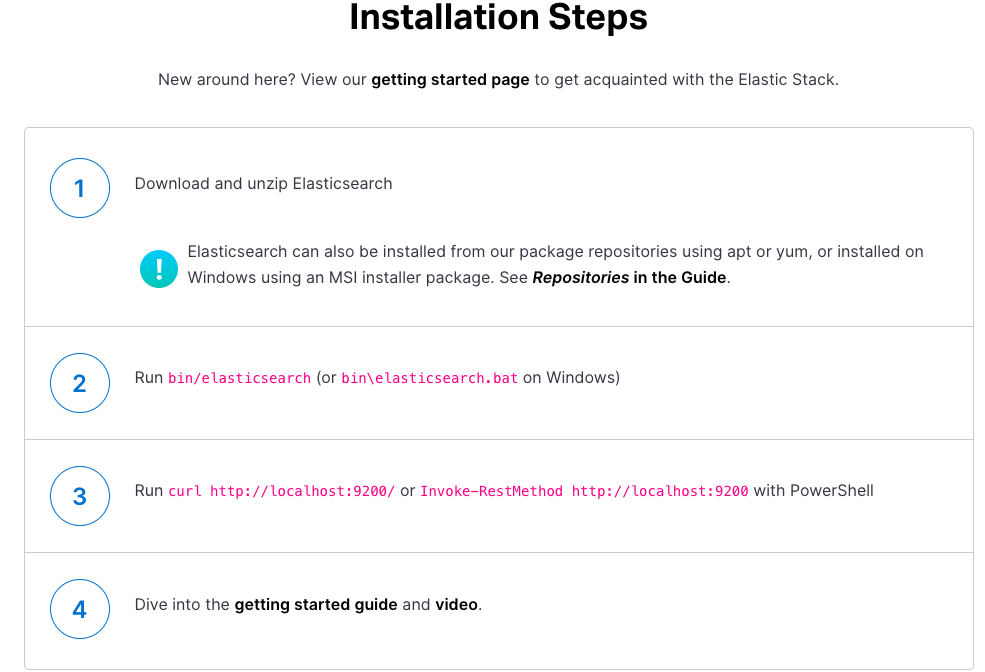 Installation Steps
New around here? View our getting started page to get acquainted with the Elastic Stack.
1
Download and unzip Elasticsearch
!
Elasticsearch can also be installed from our package repositories using apt or yum, or installed on
Windows using an MSI installer package. See Repositories in the Guide.
2
Run bin/elasticsearch (or bin\elasticsearch.bat on Windows)
3
Run curl http://localhost:9200/ or Invoke-RestMethod http://localhost:9200 with PowerShell
4
Dive into the getting started guide and video.